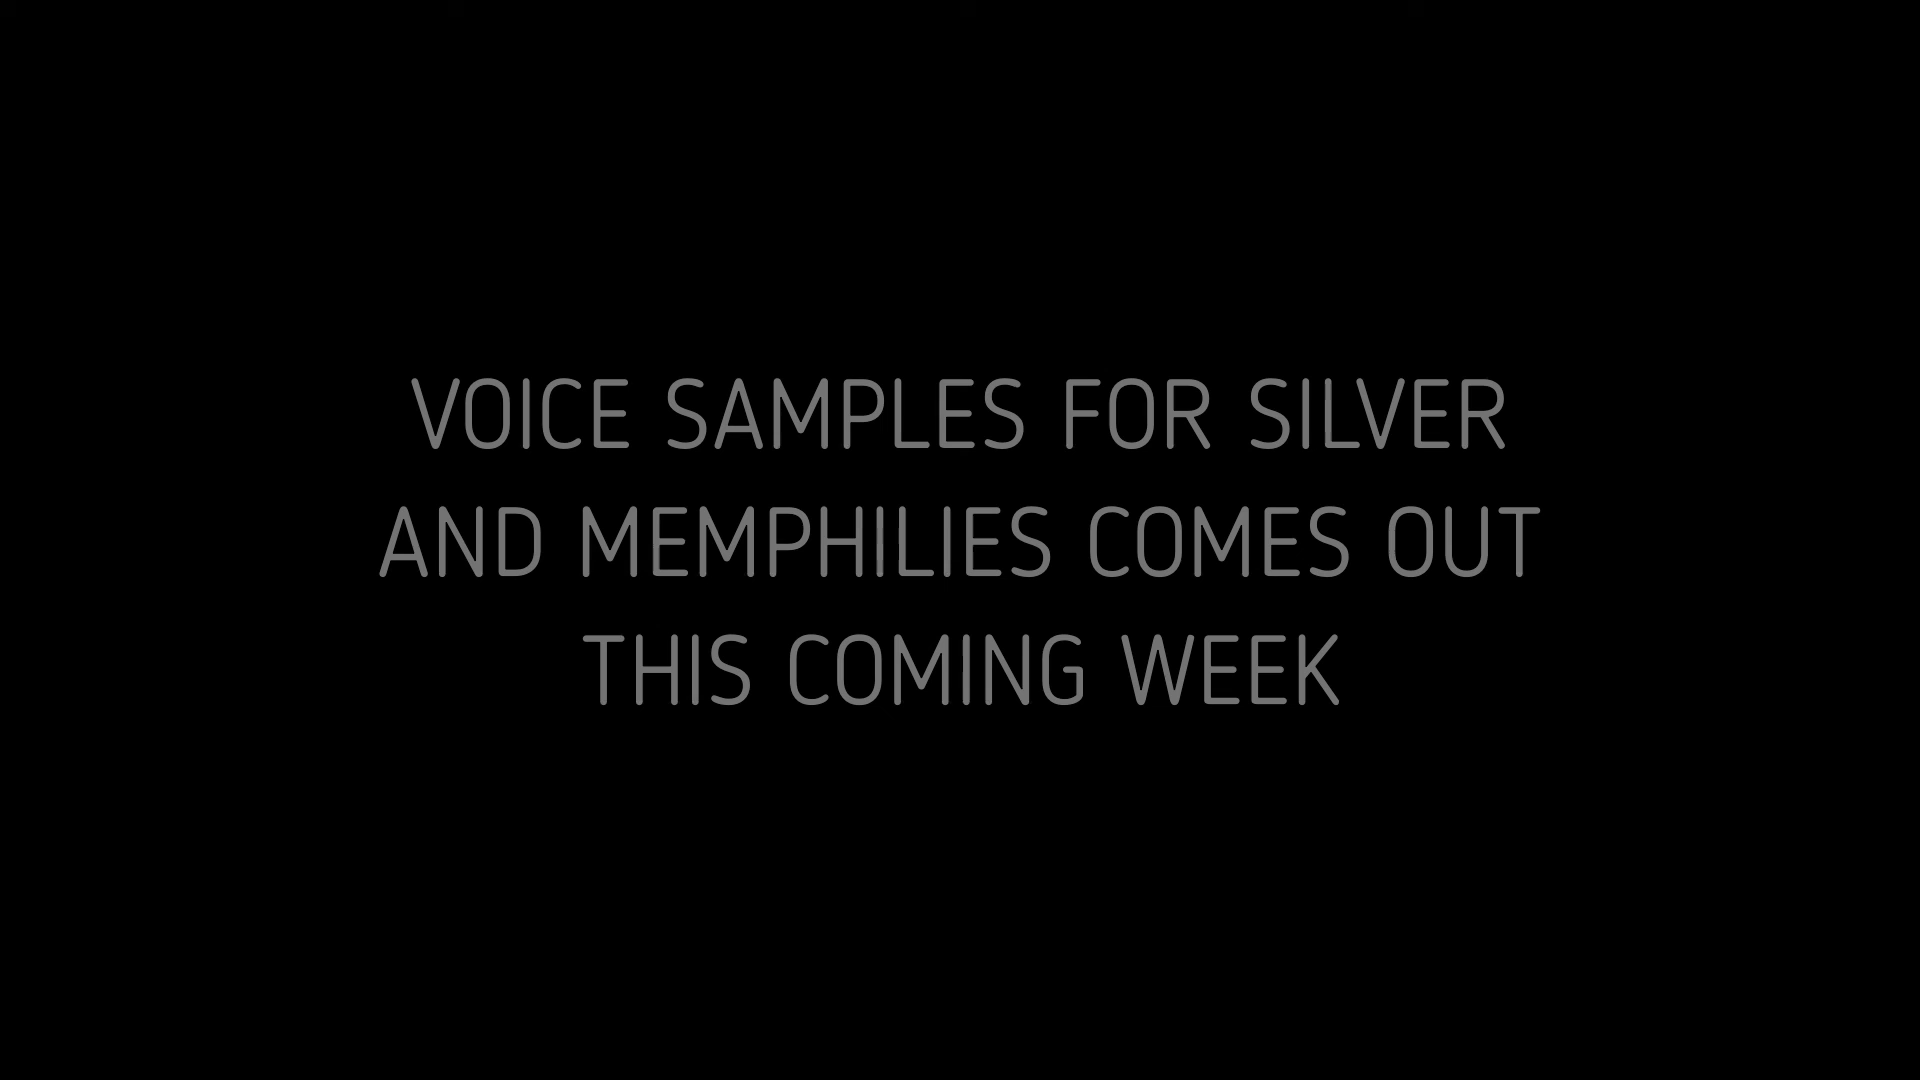 VOICE SAMPLES FOR SILVER
AND MEMPHILIES COMES OUT
THIS COMING WEEK